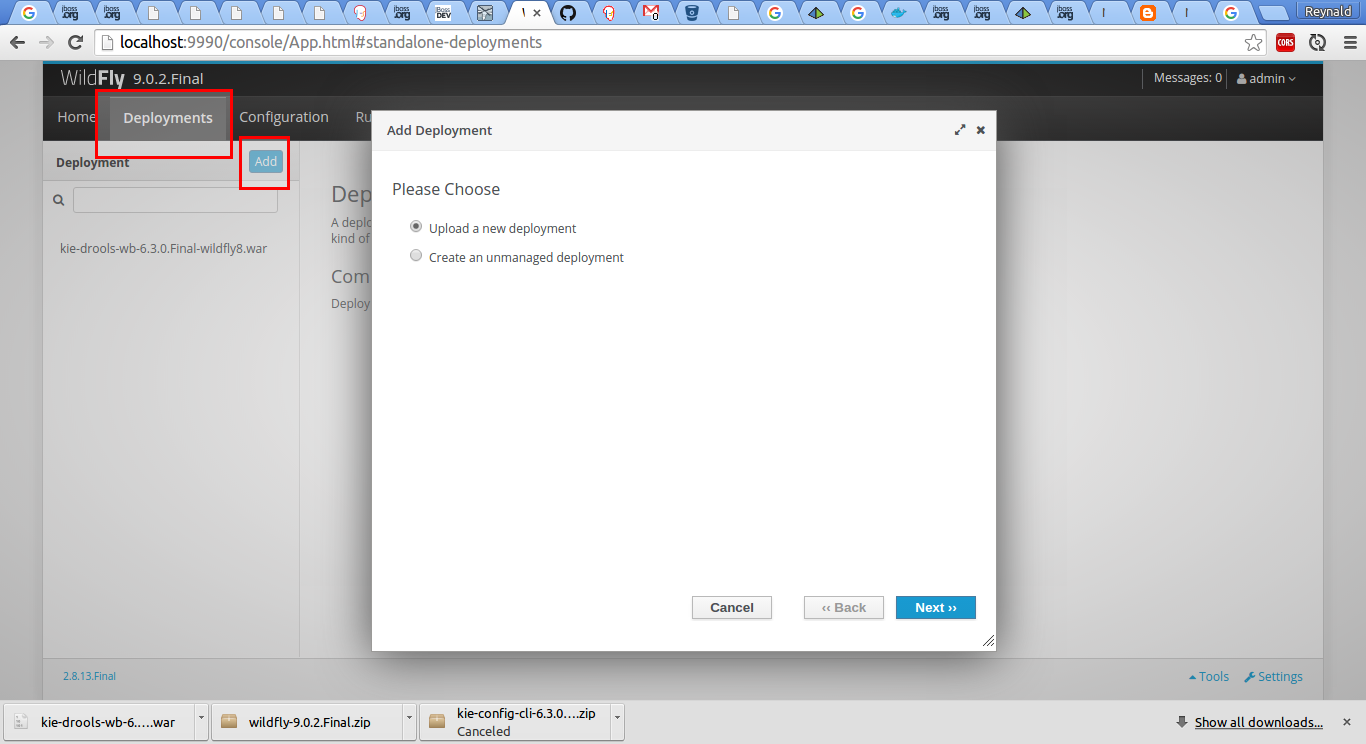 Reynald
localhost:9990/console/App.html#standalone-deployments
CORS
WildFly 9.0.2.Final
Messages: 0
admin
Home
Deployments
Configuration
Ru
Deployment
Add
kie-drools-wb-6.3.0.Final-wildfly8.war
Dep
A deplo
kind of
Com
Deploy
Add Deployment
Please Choose
Upload a new deployment
Create an unmanaged deployment
Cancel
‹‹ Back
Next ››
2.8.13.Final
Tools
Settings
kie-drools-wb-6.….war
wildfly-9.0.2.Final.zip
kie-config-cli-6.3.0….zip
Canceled
Show all downloads...